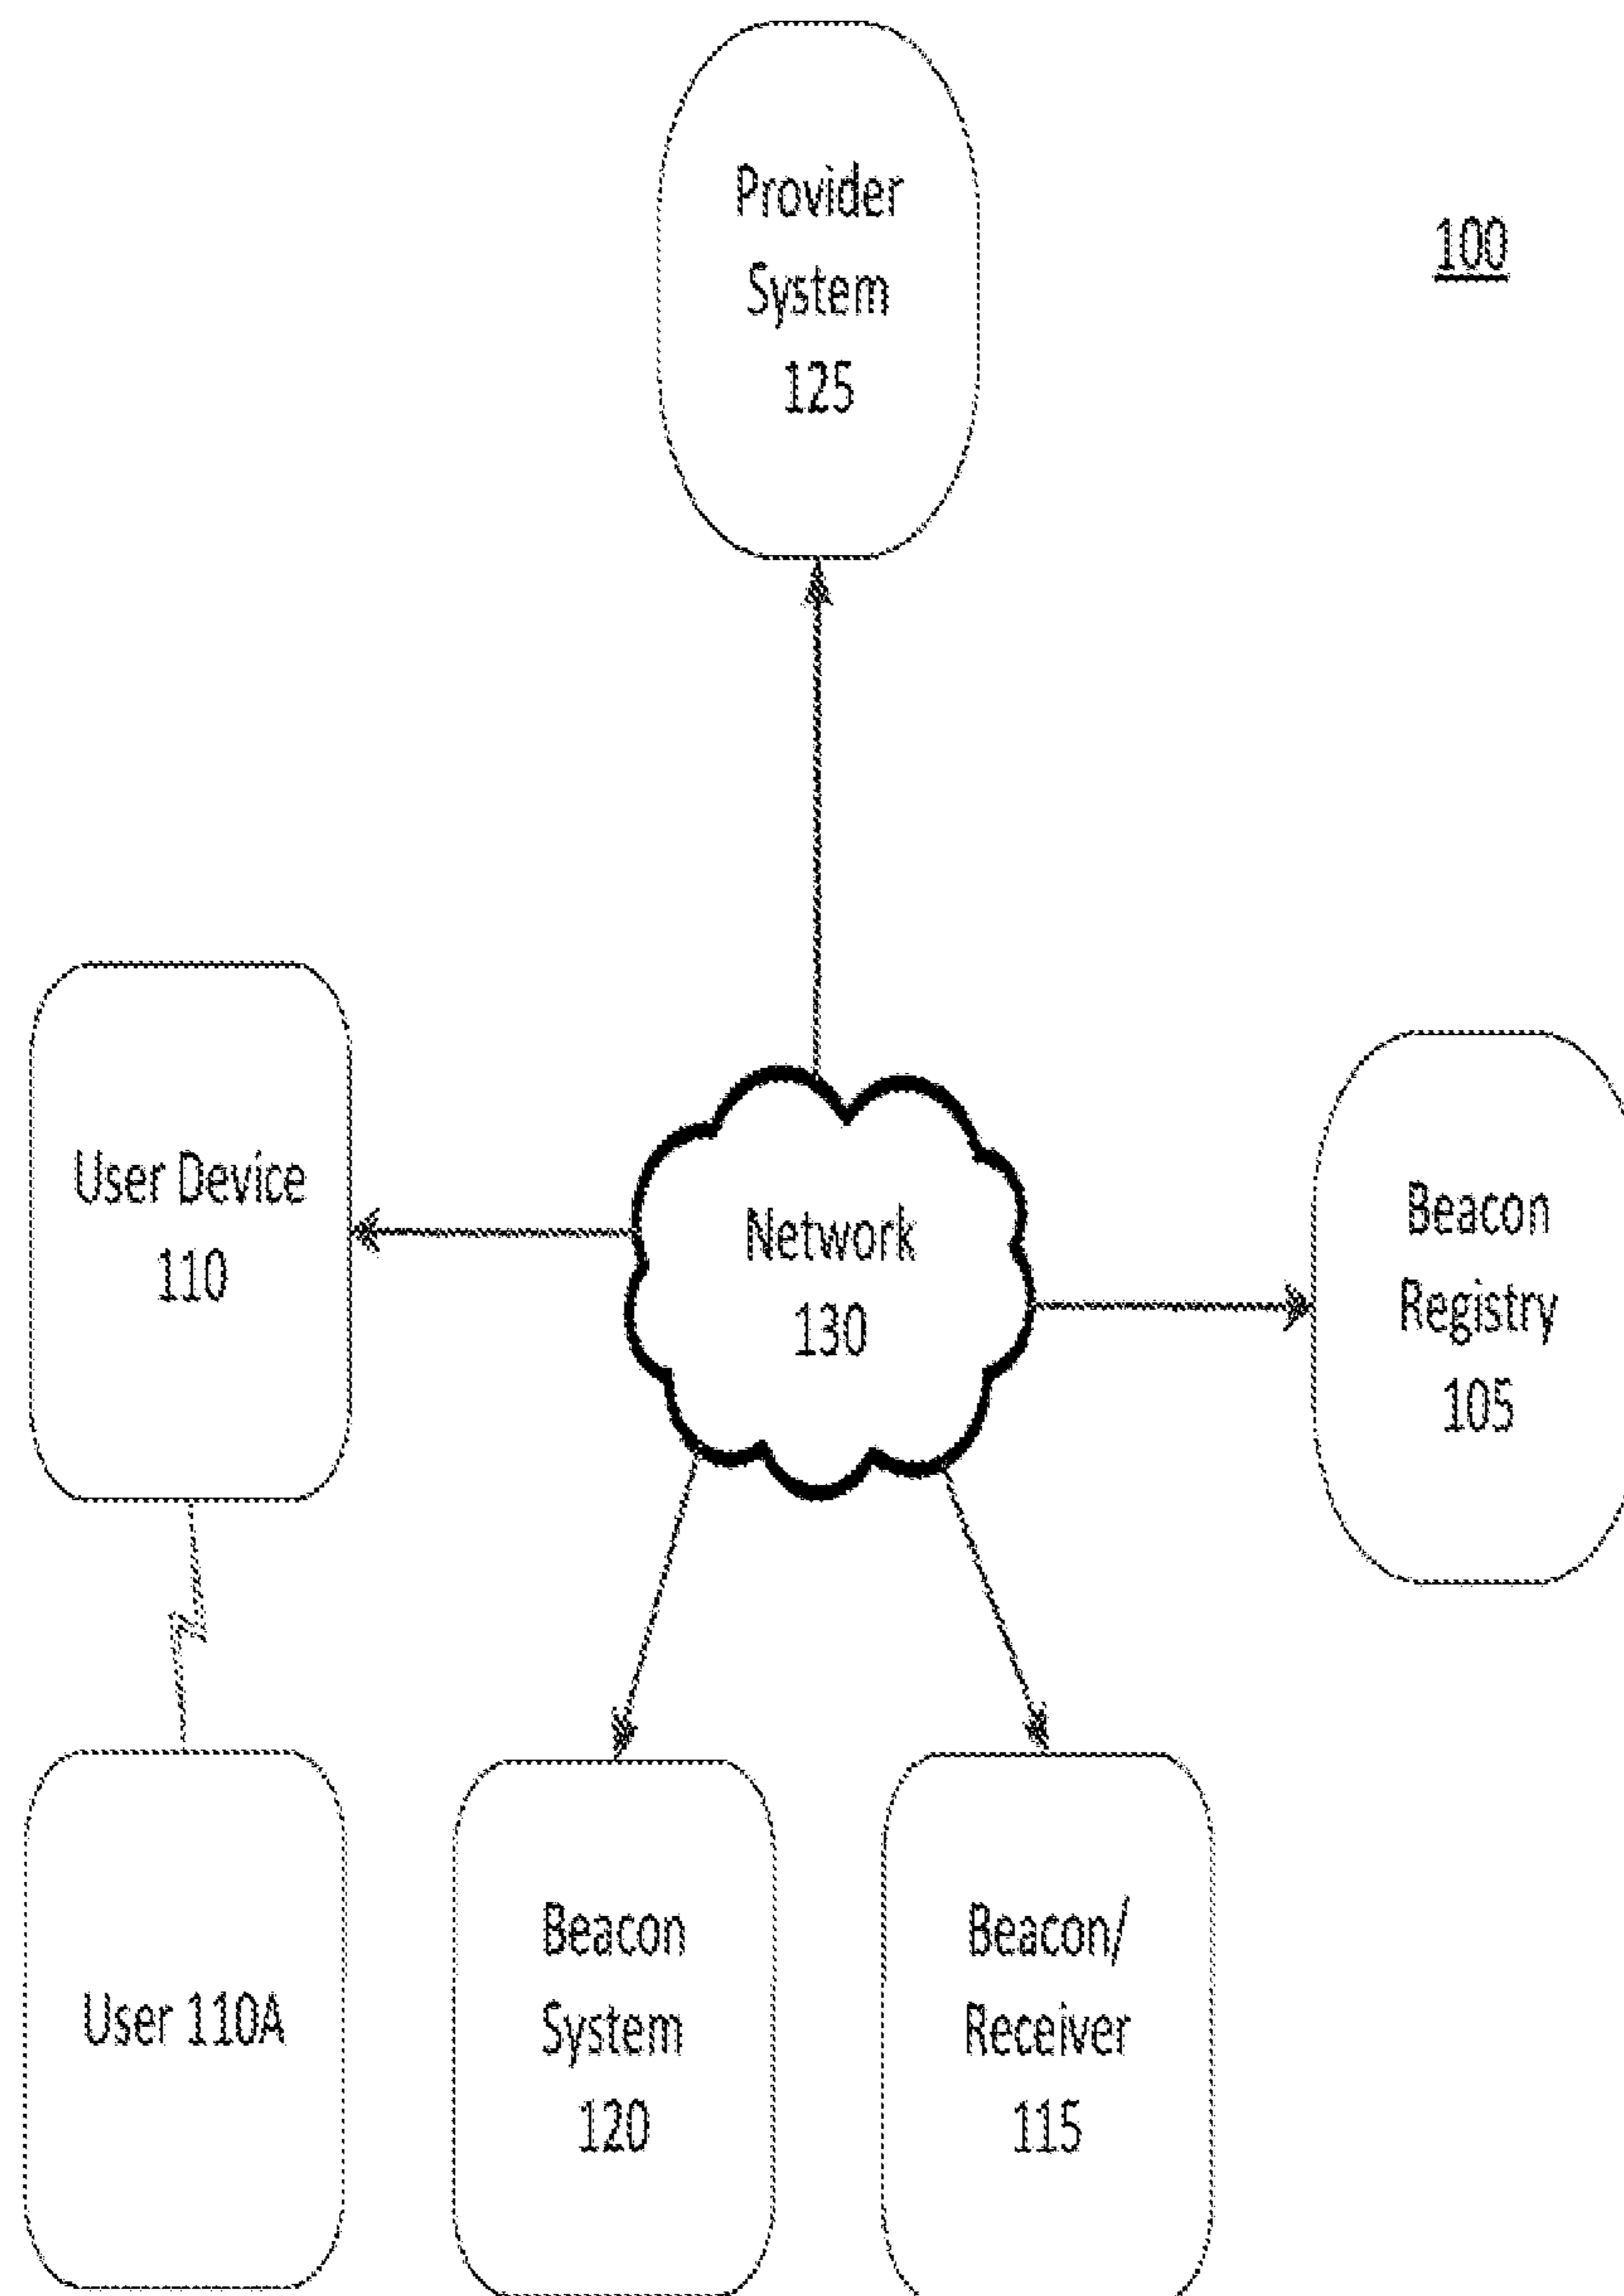 Provider
System
125
100
User Device
110
Network
130
Beacon
Registry
105
User 110A
Beacon
System
120
Beacon/
Receiver
115